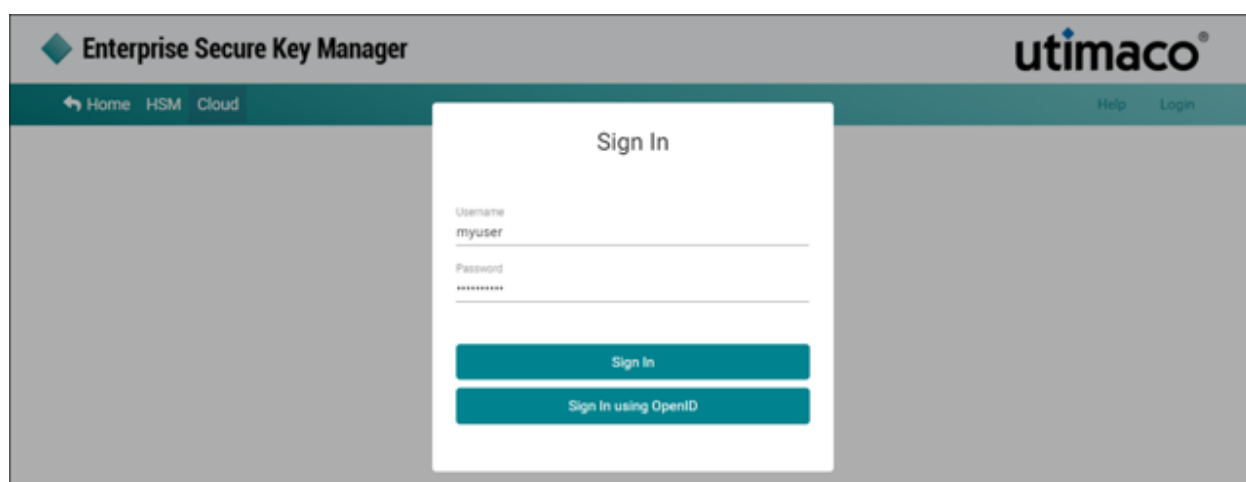 Enterprise Secure Key Manager
utimaco®
Home HSM Cloud
Help Login
Sign In
Username
myuser
Password
••••••••••
Sign In
Sign In using OpenID